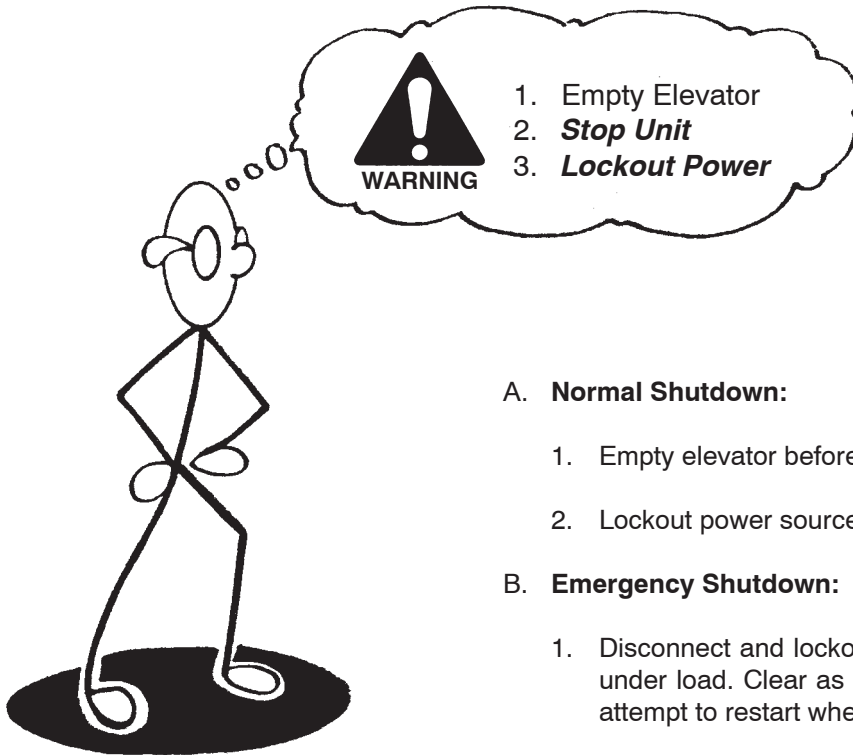 1. Empty Elevator
2. Stop Unit
3. Lockout Power
WARNING
A. Normal Shutdown:
1. Empty elevator before
2. Lockout power source
B. Emergency Shutdown:
1. Disconnect and locko
under load. Clear as
attempt to restart whe